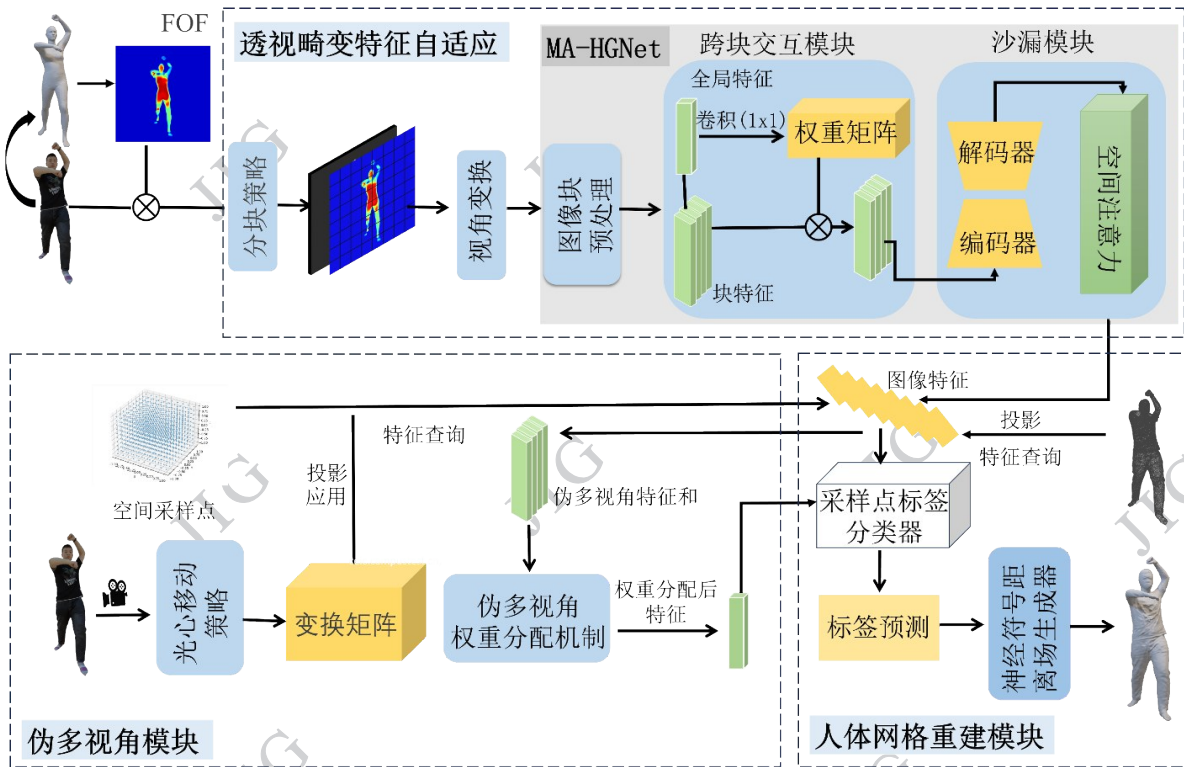 FOF
透视畸变特征自适应
MA-HGNet
跨块交互模块
沙漏模块
全局特征
卷积(1x1)
权重矩阵
分块策略
视角变换
图像块
预处理
块特征
解码器
编码器
空间注意力
空间采样点
特征查询
投影
应用
光心移动
策略
变换矩阵
伪多视角特征和
伪多视角
权重分配机制
权重分配后
特征
伪多视角模块
图像特征
投影
特征查询
采样点标签
分类器
标签预测
神经符号距
离场生成器
人体网格重建模块
JIG
JIG
JIG
JIG
JIG
JIG